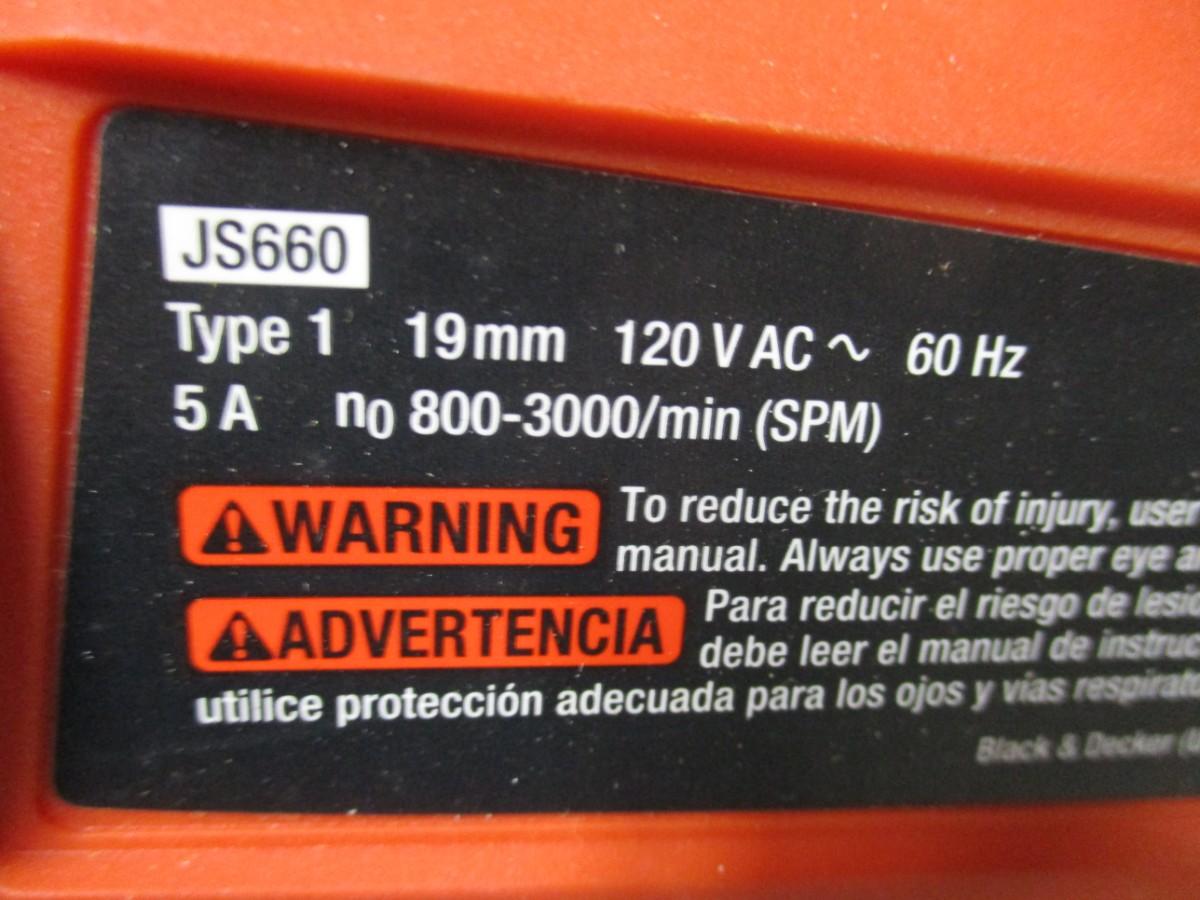 JS660
Type 1 19mm 120 V AC ~ 60 Hz
5 A n0 800-3000/min (SPM)
⚠WARNING To reduce the risk of injury, user
manual. Always use proper eye
⚠ADVERTENCIA Para reducir el riesgo de
debe leer el manual de
utilice protección adecuada para los ojos y vías
Black & Decker